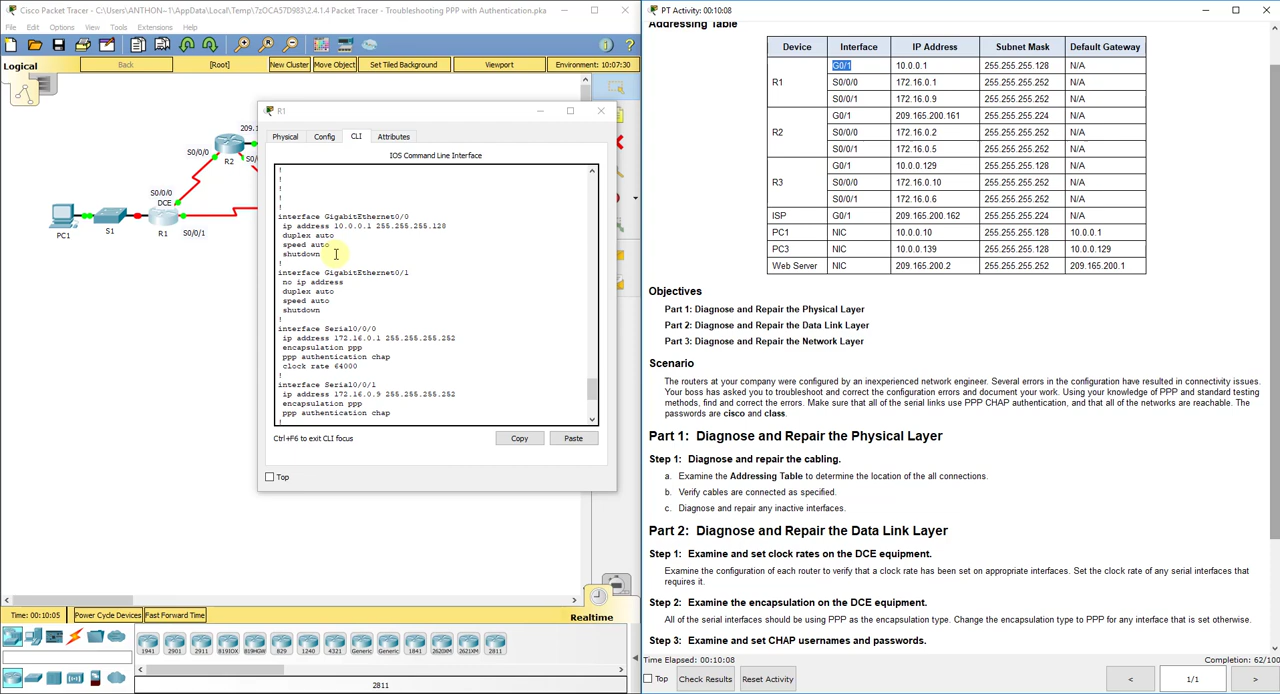 Cisco Packet Tracer - C:\Users\ANTHON~1\AppData\Local\Temp\7zOCA57D983\2.4.1.4 Packet Tracer - Troubleshooting PPP with Authentication.pka
File Edit Options View Tools Extensions Help
Logical
Back
[Root]
New Cluster
Move Object
Set Tiled Background
Viewport
Environment: 10:07:30
209.1
S0/0/0
R2
S0/
S0/0/0
DCE
PC1
S1
R1
S0/0/1
R1
Physical Config CLI Attributes
IOS Command Line Interface
!
!
!
!
!
interface GigabitEthernet0/0
ip address 10.0.0.1 255.255.255.128
duplex auto
speed auto
shutdown
!
interface GigabitEthernet0/1
no ip address
duplex auto
speed auto
shutdown
!
interface Serial0/0/0
ip address 172.16.0.1 255.255.255.252
encapsulation ppp
ppp authentication chap
clock rate 64000
!
interface Serial0/0/1
ip address 172.16.0.9 255.255.255.252
encapsulation ppp
ppp authentication chap
!
Ctrl+F6 to exit CLI focus
Copy
Paste
Top
Time: 00:10:05
Power Cycle Devices
Fast Forward Time
Realtime
1941 2901 2911 819IOX 819HGW 829 1240 4321 Generic Generic 1841 2620XM 2621XM 2811
2811
PT Activity: 00:10:08
Addressing Table
Device Interface IP Address Subnet Mask Default Gateway
R1 G0/1 10.0.0.1 255.255.255.128 N/A
S0/0/0 172.16.0.1 255.255.255.252 N/A
S0/0/1 172.16.0.9 255.255.255.252 N/A
R2 G0/1 209.165.200.161 255.255.255.224 N/A
S0/0/0 172.16.0.2 255.255.255.252 N/A
S0/0/1 172.16.0.5 255.255.255.252 N/A
R3 G0/1 10.0.0.129 255.255.255.128 N/A
S0/0/0 172.16.0.10 255.255.255.252 N/A
S0/0/1 172.16.0.6 255.255.255.252 N/A
ISP G0/1 209.165.200.162 255.255.255.224 N/A
PC1 NIC 10.0.0.10 255.255.255.128 10.0.0.1
PC3 NIC 10.0.0.139 255.255.255.128 10.0.0.129
Web Server NIC 209.165.200.2 255.255.255.252 209.165.200.1
Objectives
Part 1: Diagnose and Repair the Physical Layer
Part 2: Diagnose and Repair the Data Link Layer
Part 3: Diagnose and Repair the Network Layer
Scenario
The routers at your company were configured by an inexperienced network engineer. Several errors in the configuration have resulted in connectivity issues.
Your boss has asked you to troubleshoot and correct the configuration errors and document your work. Using your knowledge of PPP and standard testing
methods, find and correct the errors. Make sure that all of the serial links use PPP CHAP authentication, and that all of the networks are reachable. The
passwords are cisco and class.
Part 1: Diagnose and Repair the Physical Layer
Step 1: Diagnose and repair the cabling.
a. Examine the Addressing Table to determine the location of the all connections.
b. Verify cables are connected as specified.
c. Diagnose and repair any inactive interfaces.
Part 2: Diagnose and Repair the Data Link Layer
Step 1: Examine and set clock rates on the DCE equipment.
Examine the configuration of each router to verify that a clock rate has been set on appropriate interfaces. Set the clock rate of any serial interfaces that
requires it.
Step 2: Examine the encapsulation on the DCE equipment.
All of the serial interfaces should be using PPP as the encapsulation type. Change the encapsulation type to PPP for any interface that is set otherwise.
Step 3: Examine and set CHAP usernames and passwords.
Time Elapsed: 00:10:08
Completion: 62/100
Top
Check Results
Reset Activity
<
1/1
>